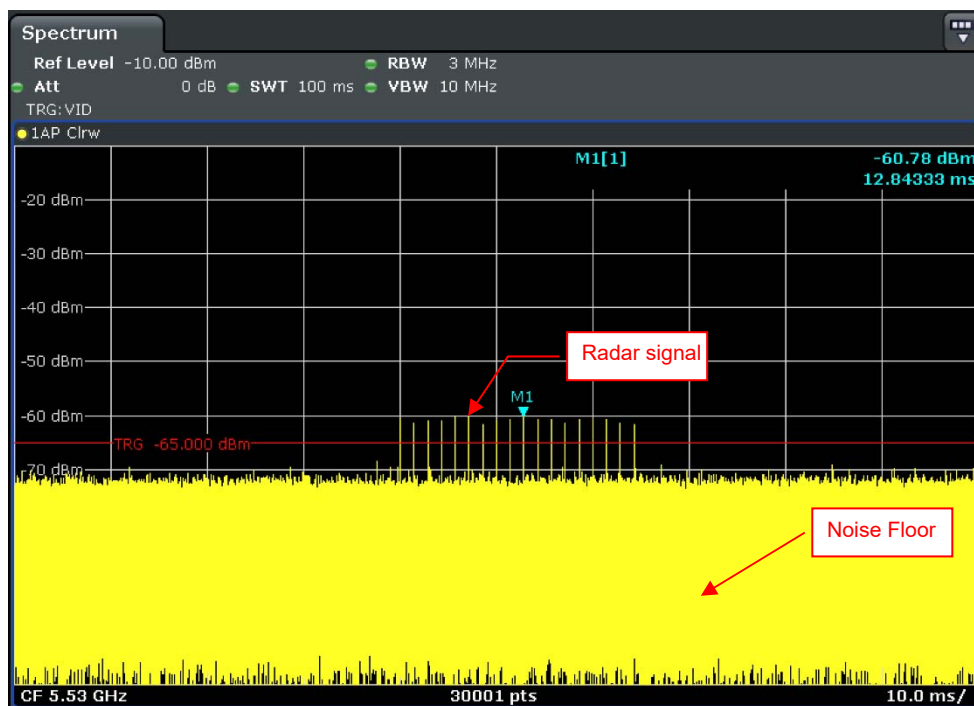 Spectrum
Ref Level -10.00 dBm RBW 3 MHz
Att 0 dB SWT 100 ms VBW 10 MHz
TRG:VID
1AP Clrw
M1[1] -60.78 dBm
12.84333 ms
-20 dBm
-30 dBm
-40 dBm
-50 dBm
Radar signal
M1
-60 dBm
TRG -65.000 dBm
-70 dBm
Noise Floor
CF 5.53 GHz 30001 pts 10.0 ms/